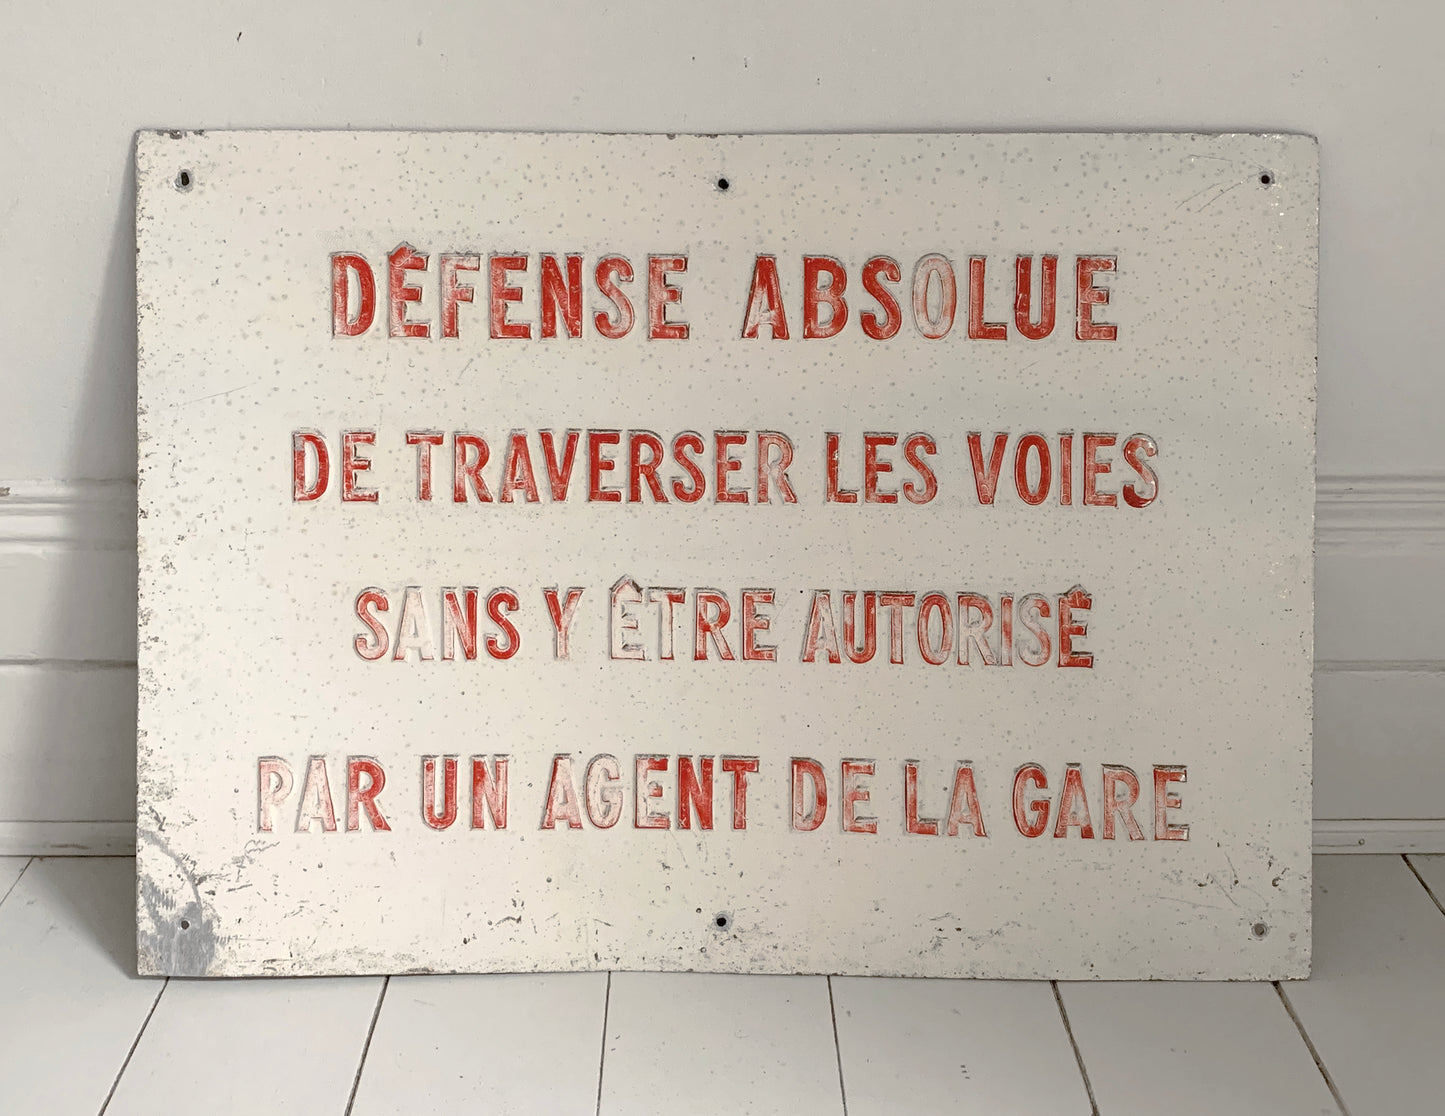 DÉFENSE ABSOLUE
DE TRAVERSER LES VOIES
SANS Y ÊTRE AUTORISÉ
PAR UN AGENT DE LA GARE